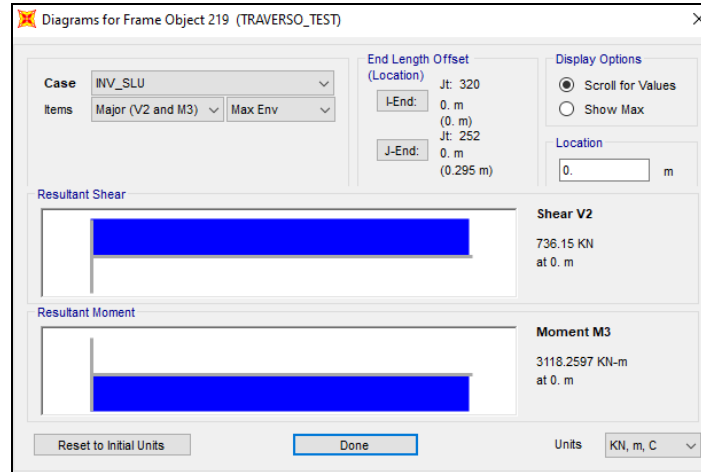 Diagrams for Frame Object 219 (TRAVERSO_TEST)
Case INV_SLU
Items Major (V2 and M3) Max Env
End Length Offset
(Location)
I-End:
Jt: 320
0. m
(0. m)
J-End:
Jt: 252
0. m
(0.295 m)
Display Options
Scroll for Values
Show Max
Location
0. m
Resultant Shear
Shear V2
736.15 KN
at 0. m
Resultant Moment
Moment M3
3118.2597 KN-m
at 0. m
Reset to Initial Units
Done
Units KN, m, C